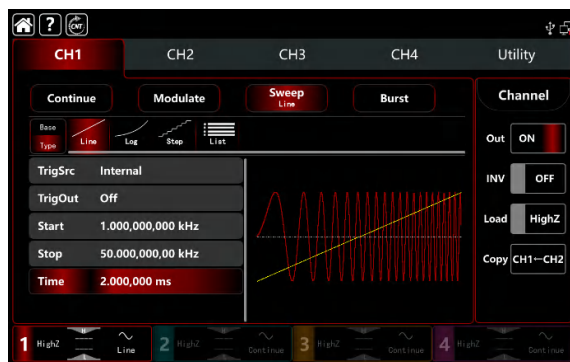 ? CNT
CH1 CH2 CH3 CH4 Utility
Continue Modulate Sweep Burst
Line
Channel
Base
Type Line Log Step List
Out ON
TrigSrc Internal
INV OFF
TrigOut Off
Start 1.000,000,000 kHz
Load HighZ
Stop 50.000,000,00 kHz
Copy CH1←CH2
Time 2.000,000 ms
1 HighZ Line 2 HighZ Continue 3 HighZ Continue 4 HighZ Continue